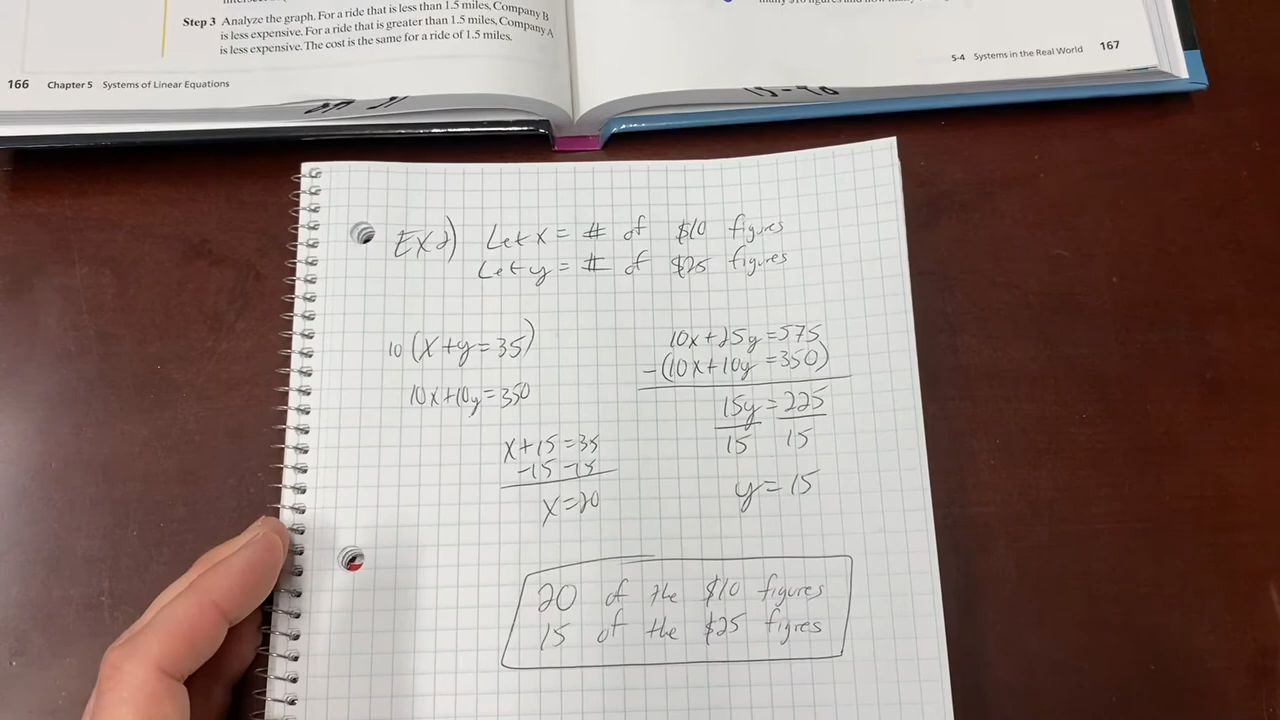 Step 3 Analyze the graph. For a ride that is less than 1.5 miles, Company B
is less expensive. For a ride that is greater than 1.5 miles, Company A
is less expensive. The cost is the same for a ride of 1.5 miles.
166 Chapter 5 Systems of Linear Equations
5-4 Systems in the Real World 167
Ex 2) Let x = # of $10 figures
Let y = # of $25 figures
10(x+y=35)
10x+10y=350
x+15=35
-15 -15
x=20
10x+25y=575
-(10x+10y=350)
15y=225
15 15
y=15
20 of the $10 figures
15 of the $25 figres